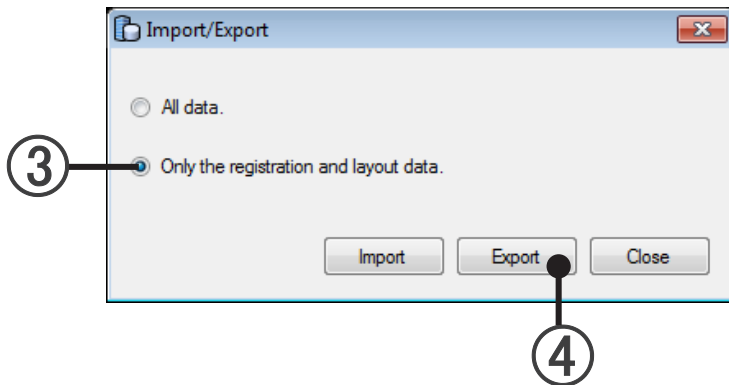 Import/Export
All data.
③
Only the registration and layout data.
Import Export Close
④